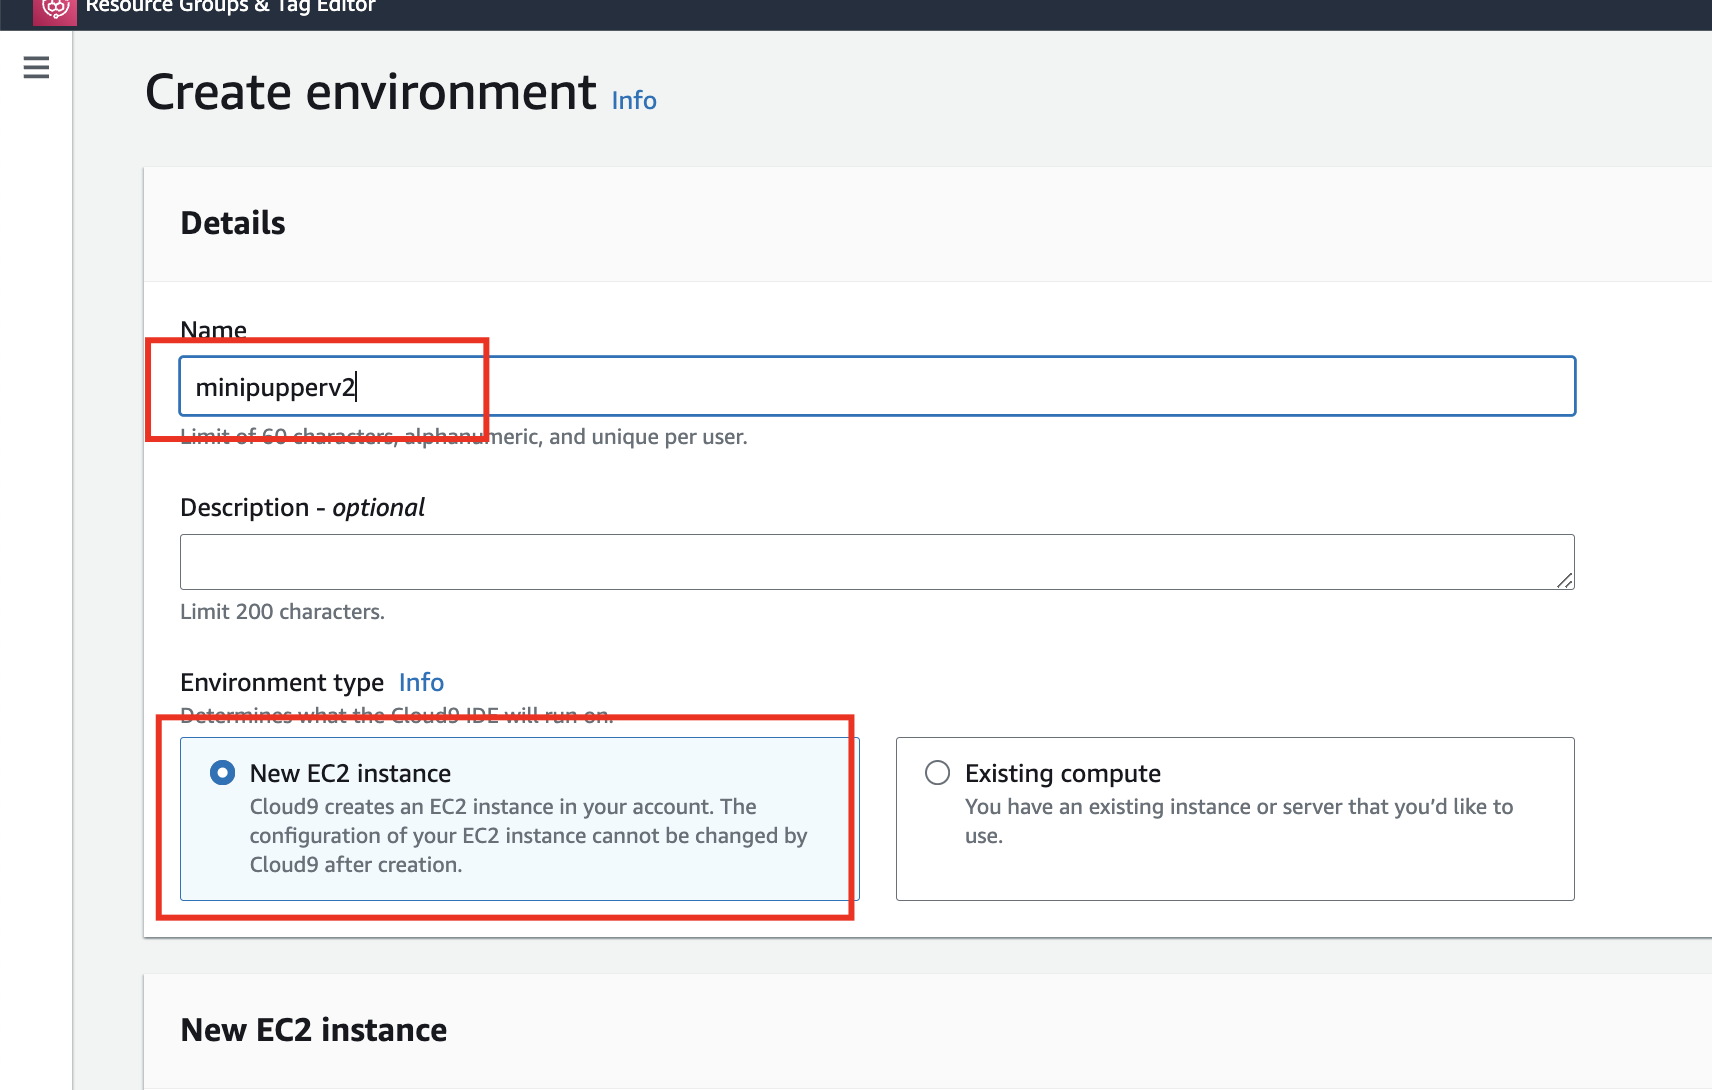 Resource Groups & Tag Editor
Create environment Info
Details
Name
minipupperv2
Limit of 60 characters, alphanumeric, and unique per user.
Description - optional
Limit 200 characters.
Environment type Info
Determines what the Cloud9 IDE will run on.
New EC2 instance
Cloud9 creates an EC2 instance in your account. The
configuration of your EC2 instance cannot be changed by
Cloud9 after creation.
Existing compute
You have an existing instance or server that you’d like to
use.
New EC2 instance